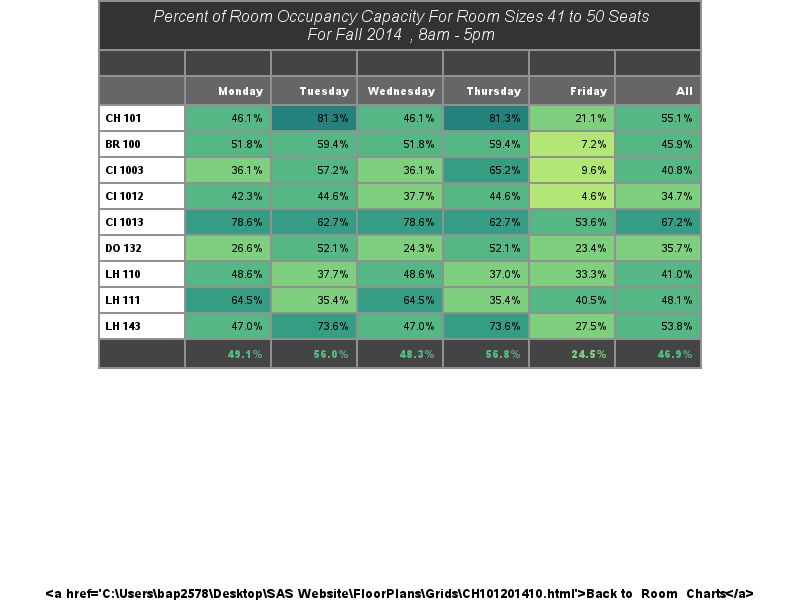 Percent of Room Occupancy Capacity For Room Sizes 41 to 50 Seats
For Fall 2014 , 8am - 5pm
Monday Tuesday Wednesday Thursday Friday All
CH 101 46.1% 81.3% 46.1% 81.3% 21.1% 55.1%
BR 100 51.8% 59.4% 51.8% 59.4% 7.2% 45.9%
CI 1003 36.1% 57.2% 36.1% 65.2% 9.6% 40.8%
CI 1012 42.3% 44.6% 37.7% 44.6% 4.6% 34.7%
CI 1013 78.6% 62.7% 78.6% 62.7% 53.6% 67.2%
DO 132 26.6% 52.1% 24.3% 52.1% 23.4% 35.7%
LH 110 48.6% 37.7% 48.6% 37.0% 33.3% 41.0%
LH 111 64.5% 35.4% 64.5% 35.4% 40.5% 48.1%
LH 143 47.0% 73.6% 47.0% 73.6% 27.5% 53.8%
49.1% 56.0% 48.3% 56.8% 24.5% 46.9%
<a href='C:\Users\bap2578\Desktop\SAS Website\FloorPlans\Grids\CH101201410.html'>Back to Room Charts</a>